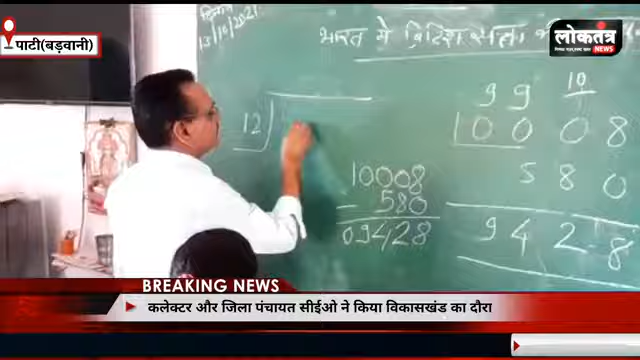 पाटी(बड़वानी)
दिनांक
13/10/2021
भारत में ब्रिटिश सत्ता
लोकतंत्र
NEWS
12
9 9 10
1 0 0 0 8
5 8 0
9 4 2 8
10008
- 580
09428
BREAKING NEWS
कलेक्टर और जिला पंचायत सीईओ ने किया विकासखंड का दौरा